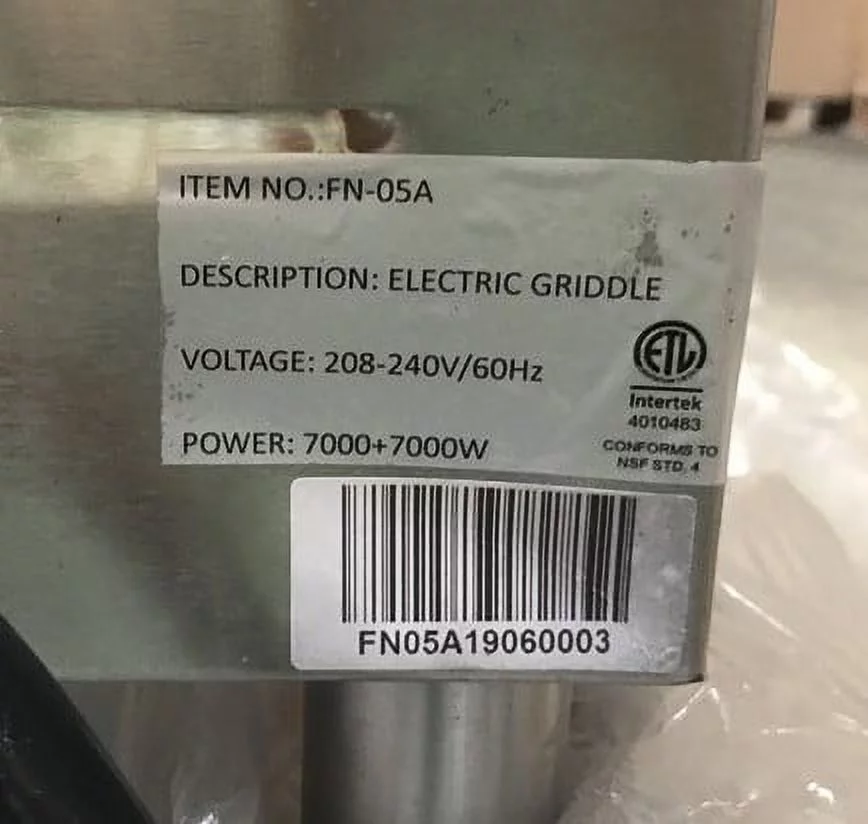 ITEM NO.:FN-05A
DESCRIPTION: ELECTRIC GRIDDLE
VOLTAGE: 208-240V/60Hz
ETL
Intertek
4010483
POWER: 7000+7000W
CONFORMS TO
NSF STD. 4
FN05A19060003